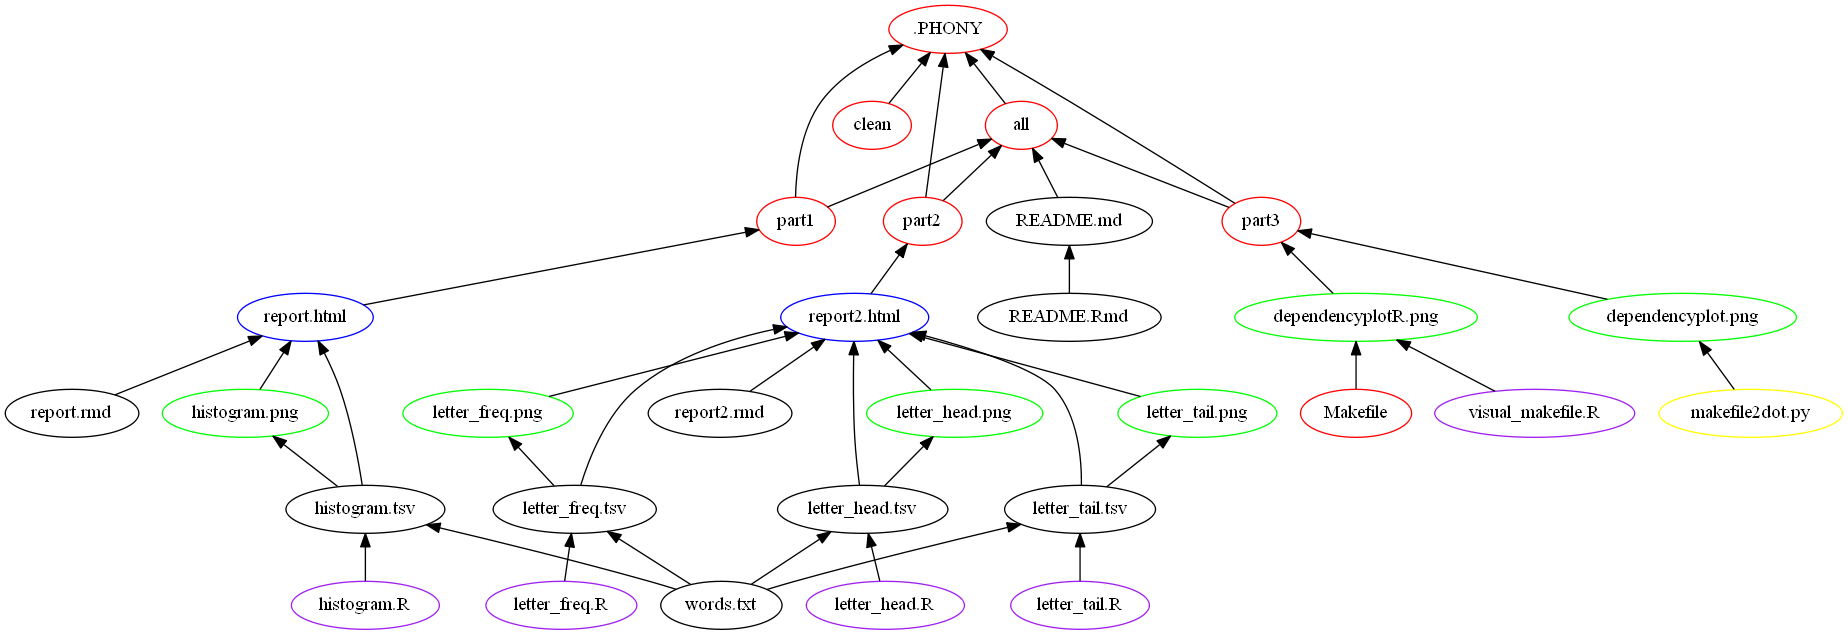 .PHONY
clean
all
part1
part2
README.md
part3
report.html
report2.html
README.Rmd
dependencyplotR.png
dependencyplot.png
report.rmd
histogram.png
letter_freq.png
report2.rmd
letter_head.png
letter_tail.png
Makefile
visual_makefile.R
makefile2dot.py
histogram.tsv
letter_freq.tsv
letter_head.tsv
letter_tail.tsv
histogram.R
letter_freq.R
words.txt
letter_head.R
letter_tail.R